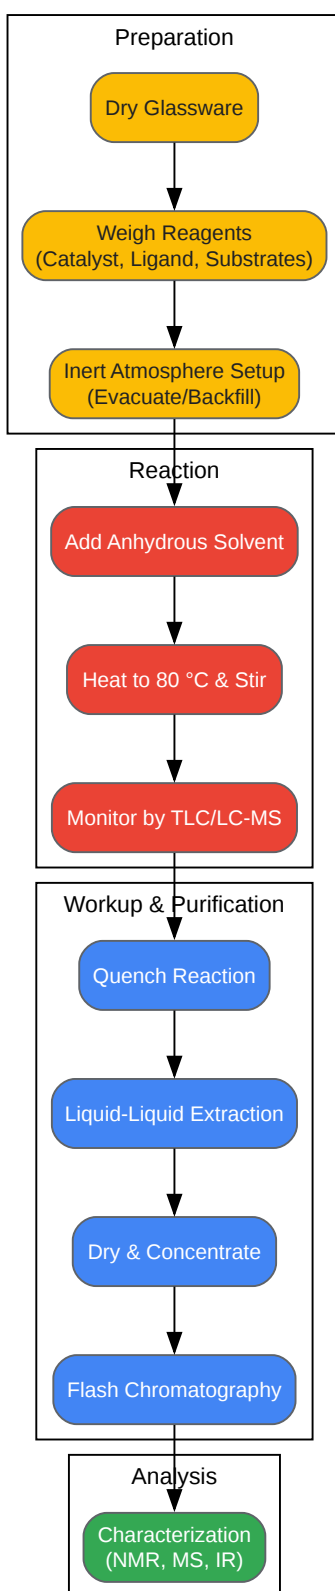 Preparation
Dry Glassware
Weigh Reagents
(Catalyst, Ligand, Substrates)
Inert Atmosphere Setup
(Evacuate/Backfill)
Reaction
Add Anhydrous Solvent
Heat to 80 °C & Stir
Monitor by TLC/LC-MS
Workup & Purification
Quench Reaction
Liquid-Liquid Extraction
Dry & Concentrate
Flash Chromatography
Analysis
Characterization
(NMR, MS, IR)